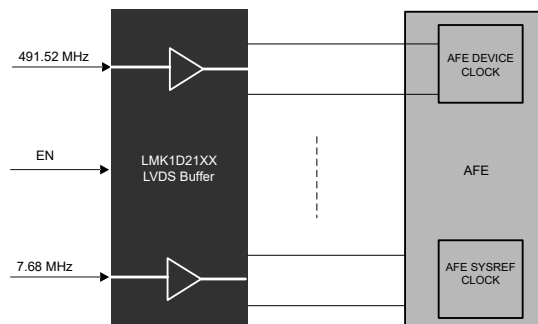 491.52 MHz
AFE DEVICE
CLOCK
EN
LMK1D21XX
LVDS Buffer
AFE
7.68 MHz
AFE SYSREF
CLOCK